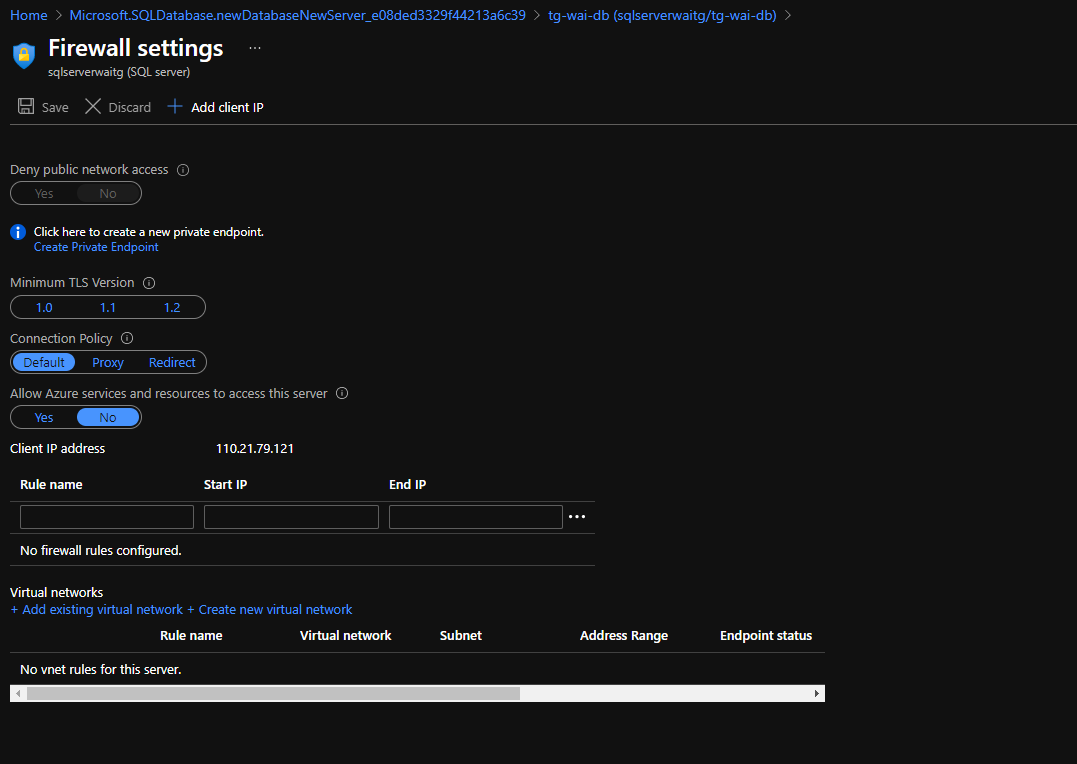 Home > Microsoft.SQLDatabase.newDatabaseNewServer_e08ded3329f44213a6c39 > tg-wai-db (sqlserverwaitg/tg-wai-db) >
Firewall settings ...
sqlserverwaitg (SQL server)
Save Discard + Add client IP
Deny public network access
Yes No
Click here to create a new private endpoint.
Create Private Endpoint
Minimum TLS Version
1.0 1.1 1.2
Connection Policy
Default Proxy Redirect
Allow Azure services and resources to access this server
Yes No
Client IP address 110.21.79.121
Rule name Start IP End IP
...
No firewall rules configured.
Virtual networks
+ Add existing virtual network + Create new virtual network
Rule name Virtual network Subnet Address Range Endpoint status
No vnet rules for this server.